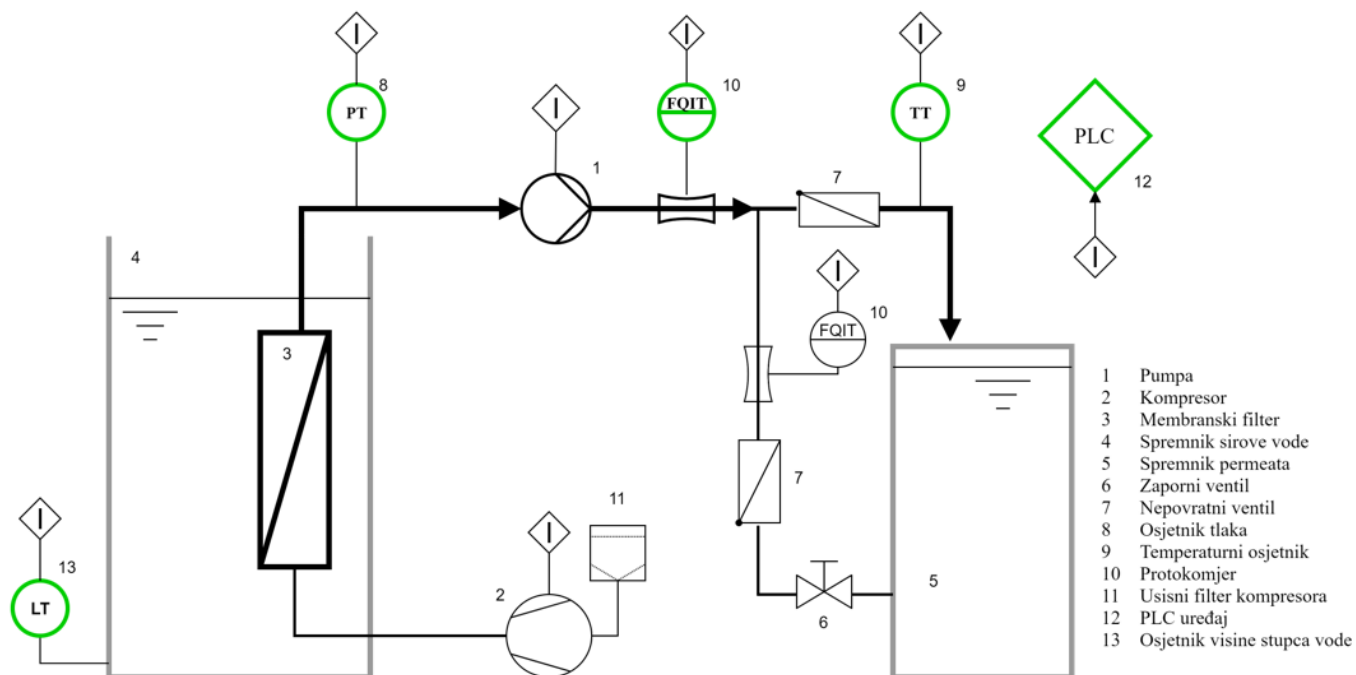 I
I
I
I
8
PT
10
FQIT
9
TT
PLC
12
I
1
7
4
I
10
FQIT
3
I
13
LT
11
I
2
7
6
5
1 Pumpa
2 Kompresor
3 Membranski filter
4 Spremnik sirove vode
5 Spremnik permeata
6 Zaporni ventil
7 Nepovratni ventil
8 Osjetnik tlaka
9 Temperaturni osjetnik
10 Protokomjer
11 Usisni filter kompresora
12 PLC uređaj
13 Osjetnik visine stupca vode